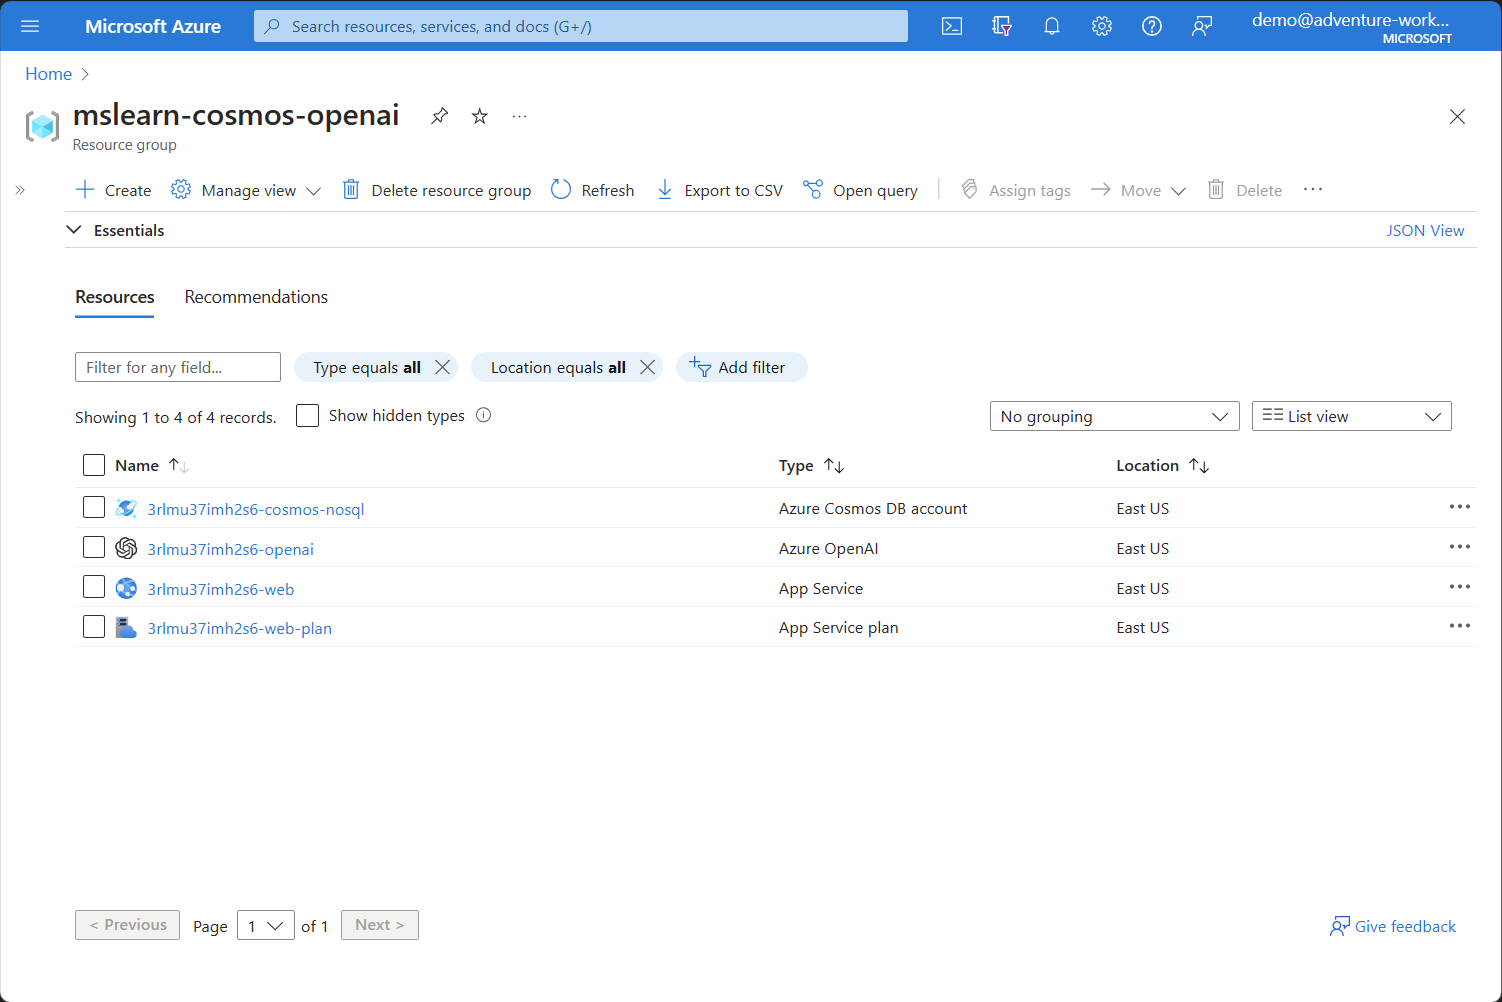 Microsoft Azure
Search resources, services, and docs (G+/)
demo@adventure-work...
MICROSOFT
Home
mslearn-cosmos-openai
Resource group
Create Manage view Delete resource group Refresh Export to CSV Open query Assign tags Move Delete
Essentials JSON View
Resources Recommendations
Filter for any field... Type equals all Location equals all Add filter
Showing 1 to 4 of 4 records. Show hidden types No grouping List view
Name Type Location
3rlmu37imh2s6-cosmos-nosql Azure Cosmos DB account East US
3rlmu37imh2s6-openai Azure OpenAI East US
3rlmu37imh2s6-web App Service East US
3rlmu37imh2s6-web-plan App Service plan East US
< Previous Page 1 of 1 Next > Give feedback